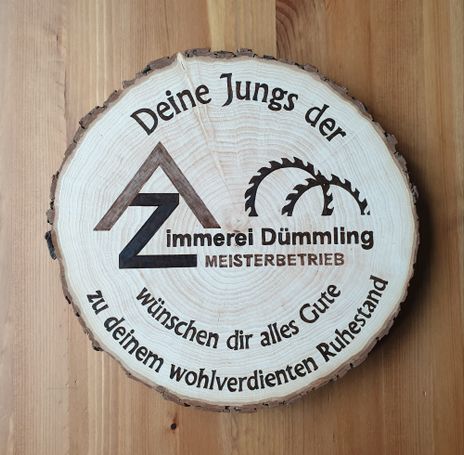 Deine Jungs der
Zimmerei Dümmling
MEISTERBETRIEB
wünschen dir alles Gute
zu deinem wohlverdienten Ruhestand